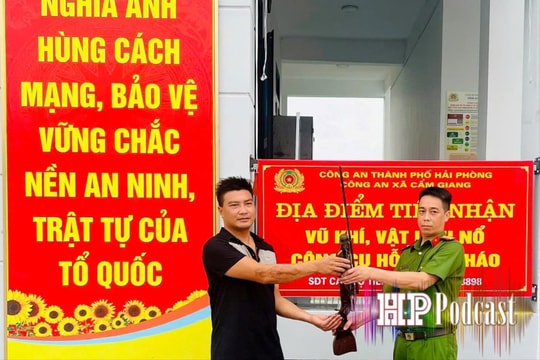 NGHĨA ANH
HÙNG CÁCH
MẠNG, BẢO VỆ
VỮNG CHẮC
NỀN AN NINH,
TRẬT TỰ CỦA
TỔ QUỐC
CÔNG AN THÀNH PHỐ HẢI PHÒNG
CÔNG AN XÃ CẨM GIANG
ĐỊA ĐIỂM NHẬN
VŨ KHÍ, VẬT NỔ
CÔNG CỤ HỖ
SĐT 3898
HP Podcast